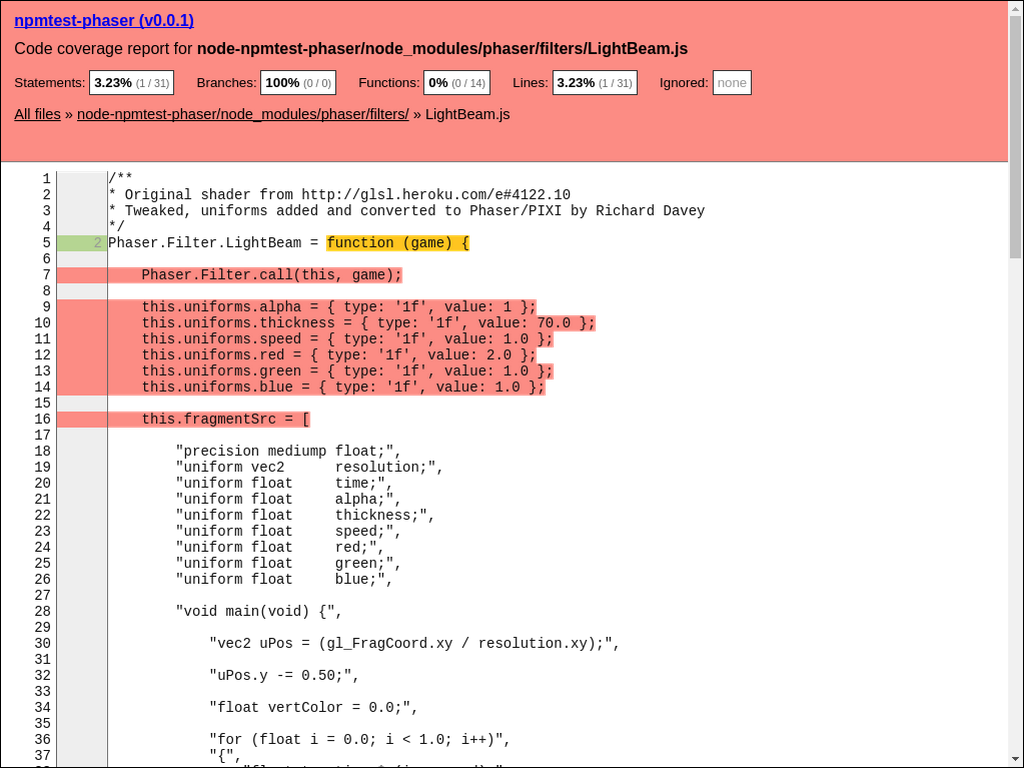 npmtest-phaser (v0.0.1)
Code coverage report for node-npmtest-phaser/node_modules/phaser/filters/LightBeam.js
Statements: 3.23% (1 / 31) Branches: 100% (0 / 0) Functions: 0% (0 / 14) Lines: 3.23% (1 / 31) Ignored: none
All files » node-npmtest-phaser/node_modules/phaser/filters/ » LightBeam.js
1 /**
2 * Original shader from http://glsl.heroku.com/e#4122.10
3 * Tweaked, uniforms added and converted to Phaser/PIXI by Richard Davey
4 */
5 2 Phaser.Filter.LightBeam = function (game) {
6
7     Phaser.Filter.call(this, game);
8
9     this.uniforms.alpha = { type: '1f', value: 1 };
10     this.uniforms.thickness = { type: '1f', value: 70.0 };
11     this.uniforms.speed = { type: '1f', value: 1.0 };
12     this.uniforms.red = { type: '1f', value: 2.0 };
13     this.uniforms.green = { type: '1f', value: 1.0 };
14     this.uniforms.blue = { type: '1f', value: 1.0 };
15
16     this.fragmentSrc = [
17
18         "precision mediump float;",
19         "uniform vec2      resolution;",
20         "uniform float     time;",
21         "uniform float     alpha;",
22         "uniform float     thickness;",
23         "uniform float     speed;",
24         "uniform float     red;",
25         "uniform float     green;",
26         "uniform float     blue;",
27
28         "void main(void) {",
29
30             "vec2 uPos = (gl_FragCoord.xy / resolution.xy);",
31
32             "uPos.y -= 0.50;",
33
34             "float vertColor = 0.0;",
35
36             "for (float i = 0.0; i < 1.0; i++)",
37             "{",